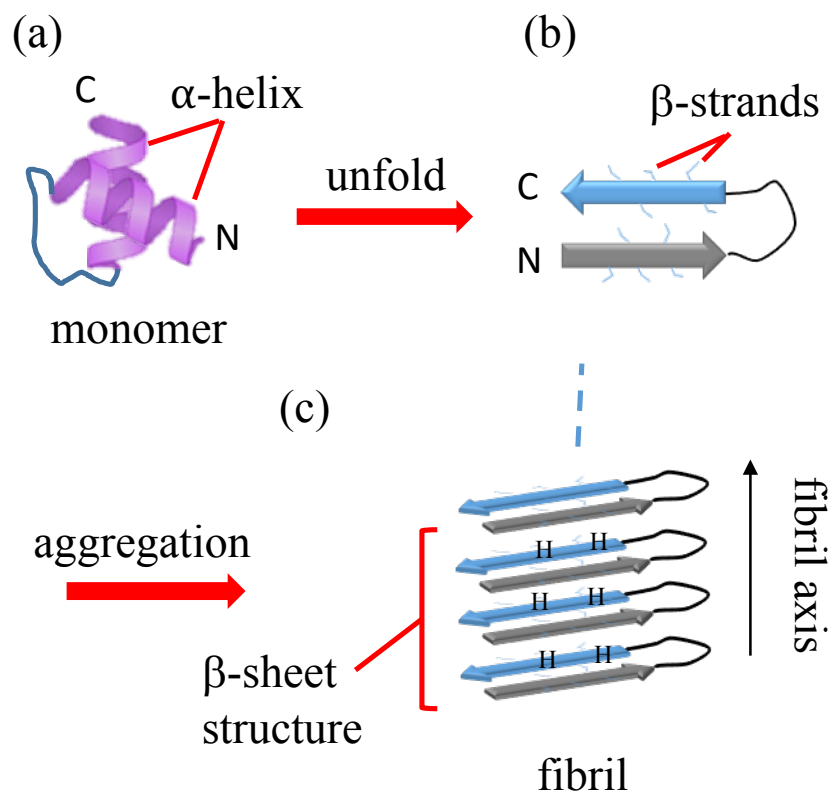 (a)
C
α-helix
N
monomer
unfold
(b)
β-strands
C
N
(c)
aggregation
β-sheet
structure
H H
H H
H H
fibril axis
fibril